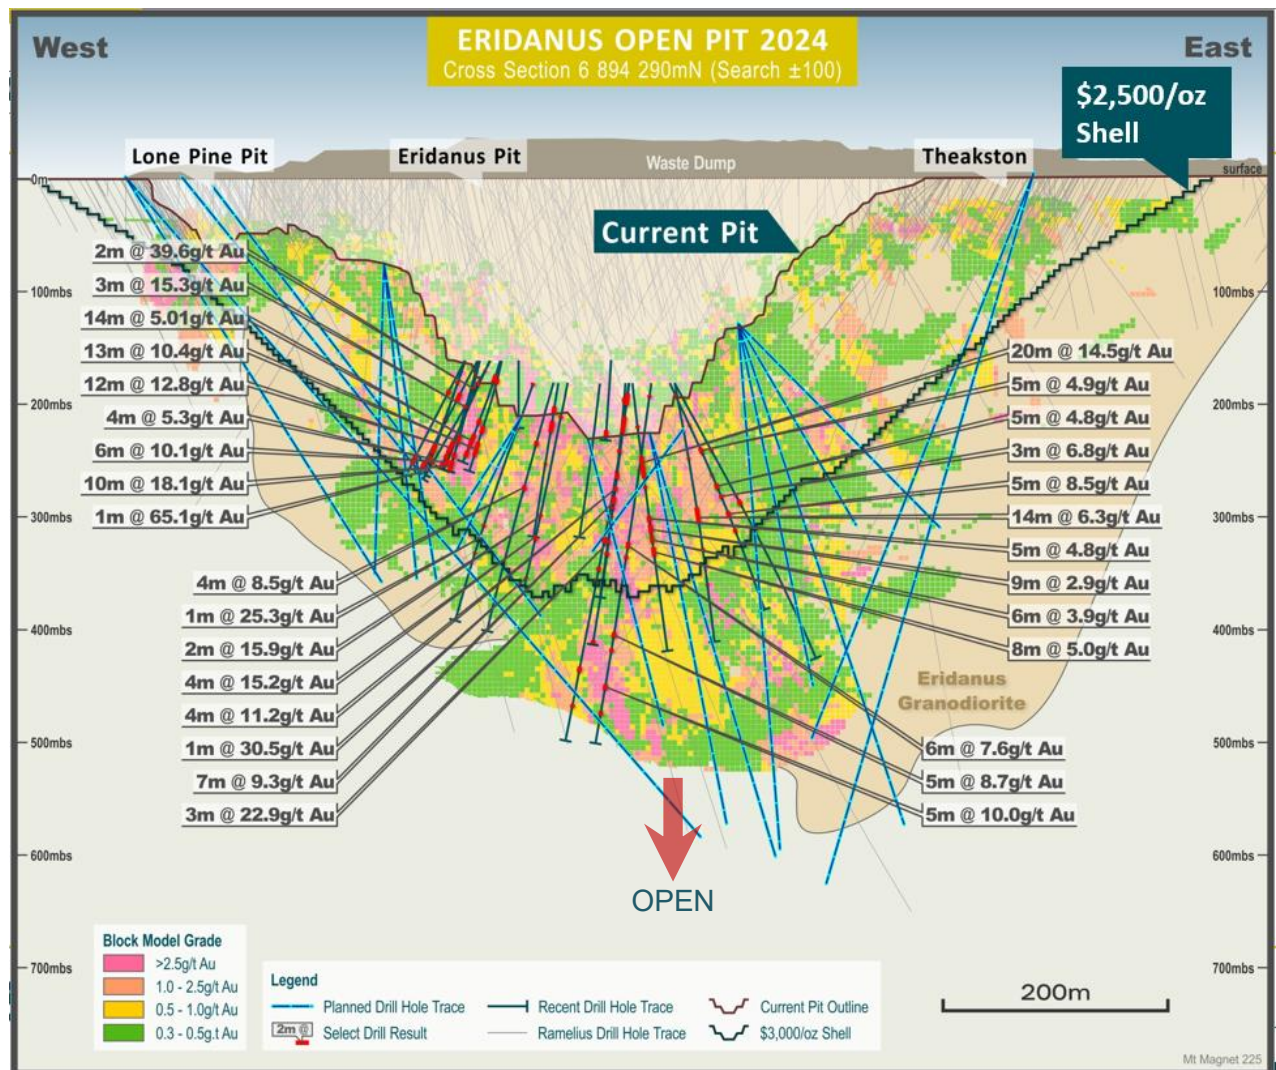 ERIDANUS OPEN PIT 2024
Cross Section 6 894 290mN (Search ±100)
West
East
$2,500/oz
Shell
Lone Pine Pit
Eridanus Pit
Waste Dump
Theakston
surface
0m
Current Pit
100mbs
200mbs
300mbs
400mbs
500mbs
600mbs
700mbs
100mbs
200mbs
300mbs
400mbs
500mbs
600mbs
700mbs
2m @ 39.6g/t Au
3m @ 15.3g/t Au
14m @ 5.01g/t Au
13m @ 10.4g/t Au
12m @ 12.8g/t Au
4m @ 5.3g/t Au
6m @ 10.1g/t Au
10m @ 18.1g/t Au
1m @ 65.1g/t Au
4m @ 8.5g/t Au
1m @ 25.3g/t Au
2m @ 15.9g/t Au
4m @ 15.2g/t Au
4m @ 11.2g/t Au
1m @ 30.5g/t Au
7m @ 9.3g/t Au
3m @ 22.9g/t Au
20m @ 14.5g/t Au
5m @ 4.9g/t Au
5m @ 4.8g/t Au
3m @ 6.8g/t Au
5m @ 8.5g/t Au
14m @ 6.3g/t Au
5m @ 4.8g/t Au
9m @ 2.9g/t Au
6m @ 3.9g/t Au
8m @ 5.0g/t Au
Eridanus
Granodiorite
6m @ 7.6g/t Au
5m @ 8.7g/t Au
5m @ 10.0g/t Au
OPEN
Block Model Grade
>2.5g/t Au
1.0 - 2.5g/t Au
0.5 - 1.0g/t Au
0.3 - 0.5g.t Au
Legend
Planned Drill Hole Trace
Recent Drill Hole Trace
Current Pit Outline
2m @
Select Drill Result
Ramelius Drill Hole Trace
$3,000/oz Shell
200m
Mt Magnet 225